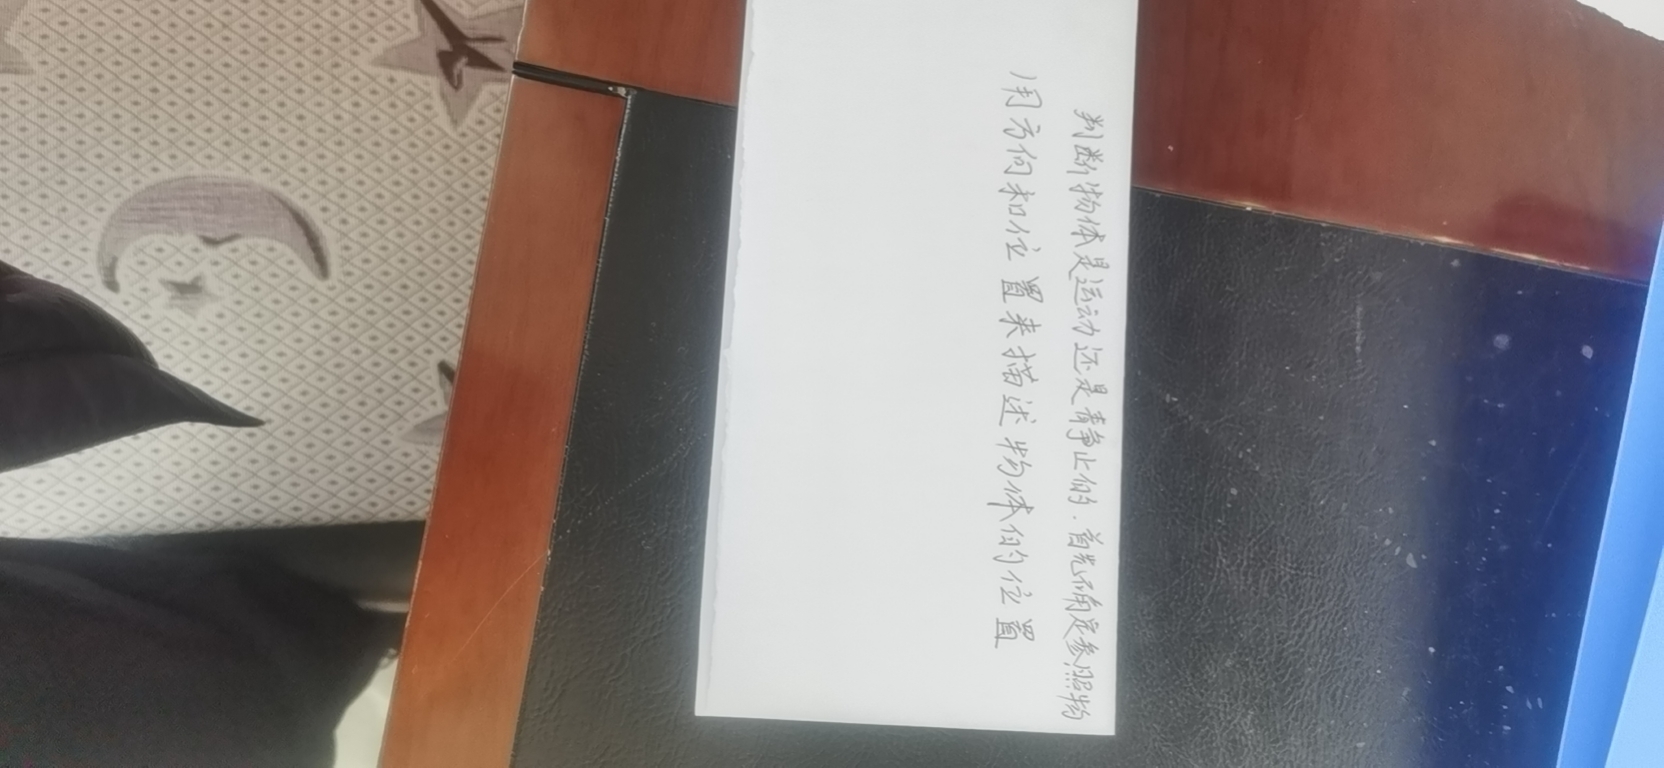 判断物体是运动还是静止的.首先确定参照物
用方向和位置来描述物体的位置